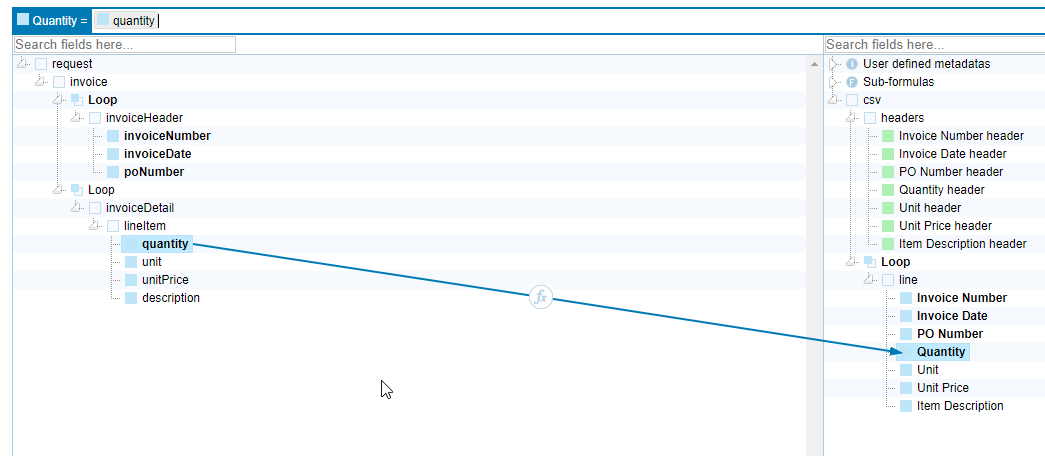 Quantity = quantity
Search fields here...
request
invoice
Loop
invoiceHeader
invoiceNumber
invoiceDate
poNumber
Loop
invoiceDetail
lineItem
quantity
unit
unitPrice
description
fx
Search fields here...
User defined metadatas
F Sub-formulas
csv
headers
Invoice Number header
Invoice Date header
PO Number header
Quantity header
Unit header
Unit Price header
Item Description header
Loop
line
Invoice Number
Invoice Date
PO Number
Quantity
Unit
Unit Price
Item Description